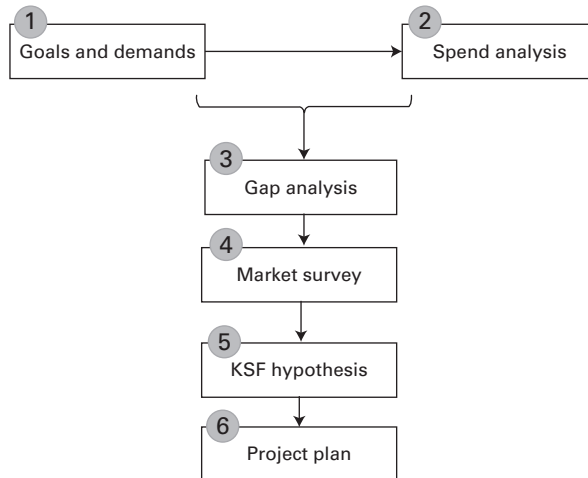 1
Goals and demands
2
Spend analysis
3
Gap analysis
4
Market survey
5
KSF hypothesis
6
Project plan